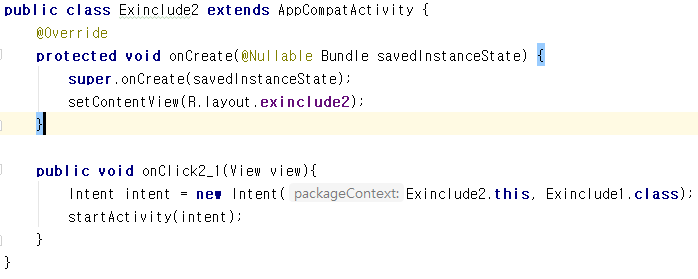 public class Exinclude2 extends AppCompatActivity {
@Override
protected void onCreate(@Nullable Bundle savedInstanceState) {
super.onCreate(savedInstanceState);
setContentView(R.layout.exinclude2);
}
public void onClick2_1(View view){
Intent intent = new Intent( packageContext: Exinclude2.this, Exinclude1.class);
startActivity(intent);
}
}